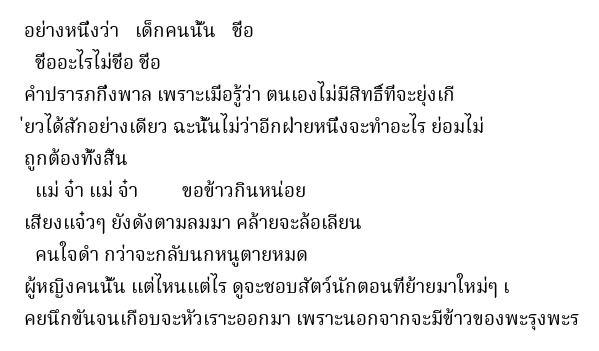 อย่างหนึ่งว่า เด็กคนนั้น ชื่อ
ชื่ออะไรไม่ชื่อ ชื่อ
คำปรารภกึ่งพาล เพราะเมื่อรู้ว่า ตนเองไม่มีสิทธิ์ที่จะยุ่งเกี
่ยวได้สักอย่างเดียว ฉะนั้นไม่ว่าอีกฝ่ายหนึ่งจะทำอะไร ย่อมไม่
ถูกต้องทั้งสิ้น
แม่ จ๋า แม่ จ๋า ขอข้าวกินหน่อย
เสียงแจ๋วๆ ยังดังตามลมมา คล้ายจะล้อเลียน
คนใจดำ กว่าจะกลับนกหนูตายหมด
ผู้หญิงคนนั้น แต่ไหนแต่ไร ดูจะชอบสัตว์นักตอนที่ย้ายมาใหม่ๆ เ
คยนึกขันจนเกือบจะหัวเราะออกมา เพราะนอกจากจะมีข้าวของพะรุงพะร